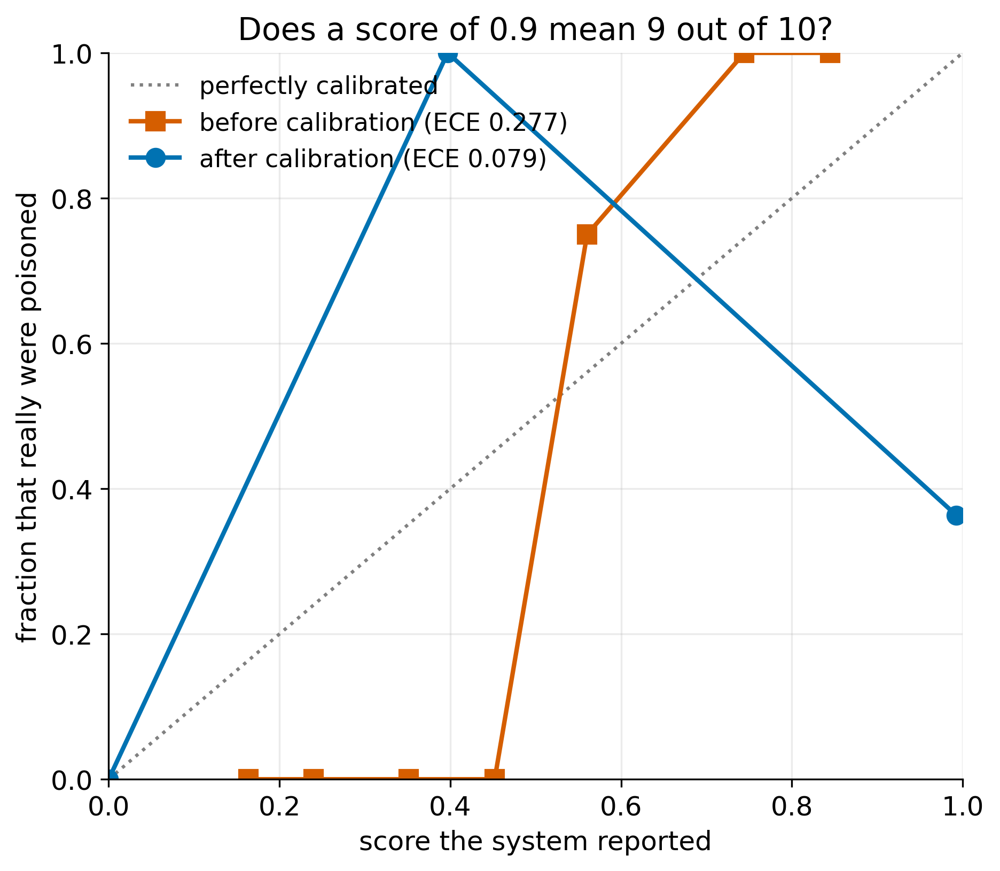 Does a score of 0.9 mean 9 out of 10?
perfectly calibrated
before calibration (ECE 0.277)
after calibration (ECE 0.079)
fraction that really were poisoned
1.0
0.8
0.6
0.4
0.2
0.0
0.0 0.2 0.4 0.6 0.8 1.0
score the system reported